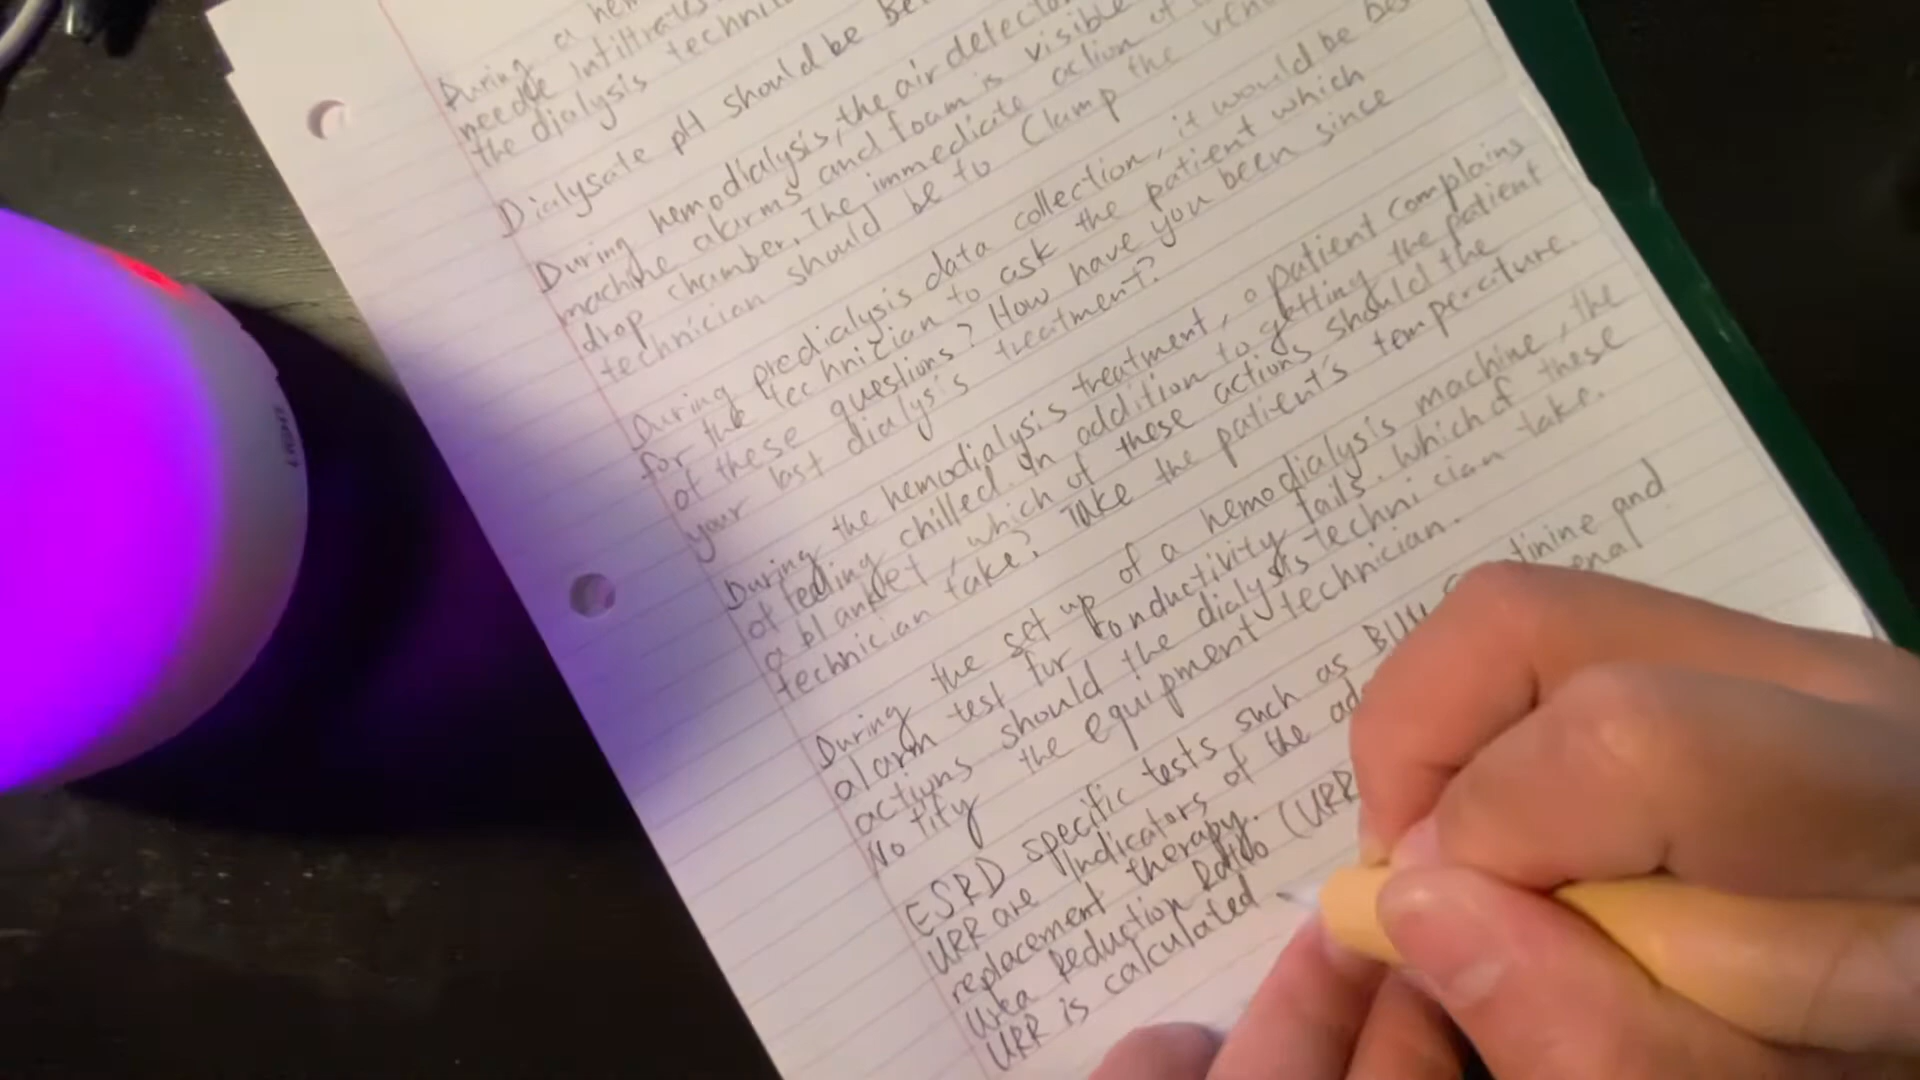 During a hem
needle infiltrates
the dialysis technic
Dialysate pH should be be
During hemodialysis, the air detector
machine alarms and foam is visible
drop chamber. The immediate action of
technician should be to Clamp the
During predialysis data collection, it would be
for the technician to ask the patient which
of these questions? How have you been since
your last dialysis treatment?
During the hemodialysis treatment, a patient complains
of feeling chilled. In addition to getting the patient
a blanket, which of these actions should the
technician take? Take the patient's temperature.
During the set up of a hemodialysis machine, the
alarm test for conductivity fails. Which of these
actions should the dialysis technician take.
Notify the equipment technician.
ESRD specific tests such as BUN, tinine and
URR are Indicators of the ad enal
replacement therapy.
Urea Reduction Ratio (URR
URR is calculated
LIGHT